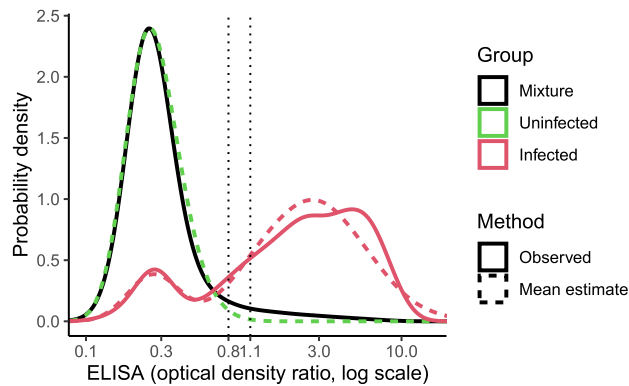 2.5
2.0
1.5
1.0
0.5
0.0
Probability density
0.1 0.3 0.8 1.1 3.0 10.0
ELISA (optical density ratio, log scale)
Group
Mixture
Uninfected
Infected
Method
Observed
Mean estimate